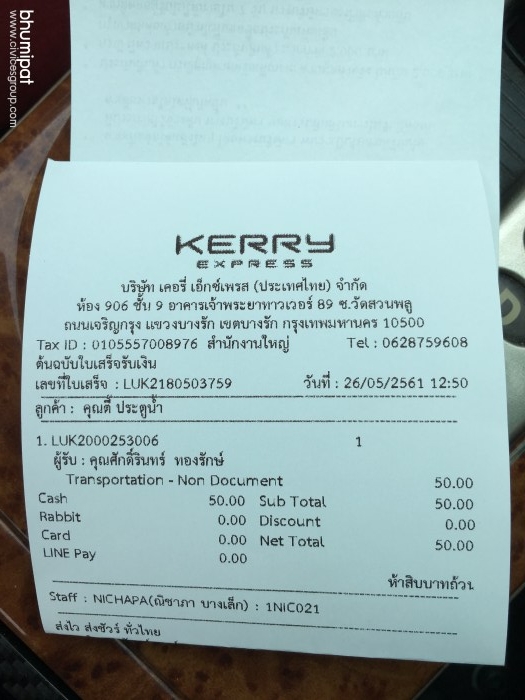 bhumipat
www.civicesgroup.com
KERRY
EXPRESS
บริษัท เคอรี่ เอ็กซ์เพรส (ประเทศไทย) จำกัด
ห้อง 906 ชั้น 9 อาคารเจ้าพระยาทาวเวอร์ 89 ซ.วัดสวนพลู
ถนนเจริญกรุง แขวงบางรัก เขตบางรัก กรุงเทพมหานคร 10500
Tax ID : 0105557008976 สำนักงานใหญ่ Tel : 0628759608
ต้นฉบับใบเสร็จรับเงิน
เลขที่ใบเสร็จ : LUK2180503759 วันที่ : 26/05/2561 12:50
ลูกค้า : คุณตี๋ ประตูน้ำ
1. LUK2000253006 1
ผู้รับ : คุณศักดิ์รินทร์ ทองรักษ์
Transportation - Non Document 50.00
Cash 50.00 Sub Total 50.00
Rabbit 0.00 Discount 0.00
Card 0.00 Net Total 50.00
LINE Pay 0.00
ห้าสิบบาทถ้วน
Staff : NICHAPA(ณิชาภา บางเล็ก) : 1NIC021
ส่งไว ส่งชัวร์ ทั่วไทย